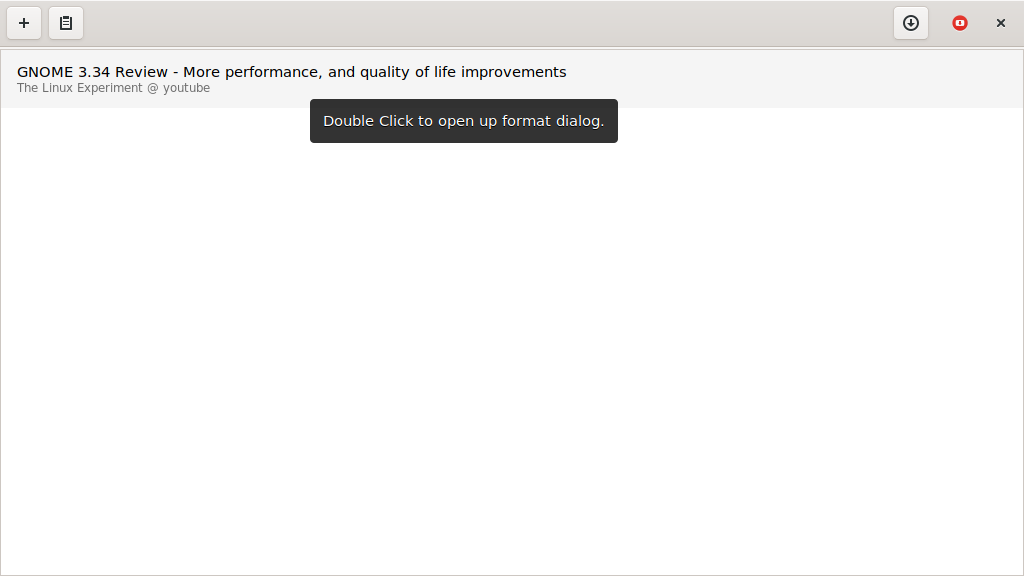 GNOME 3.34 Review - More performance, and quality of life improvements
The Linux Experiment @ youtube
Double Click to open up format dialog.